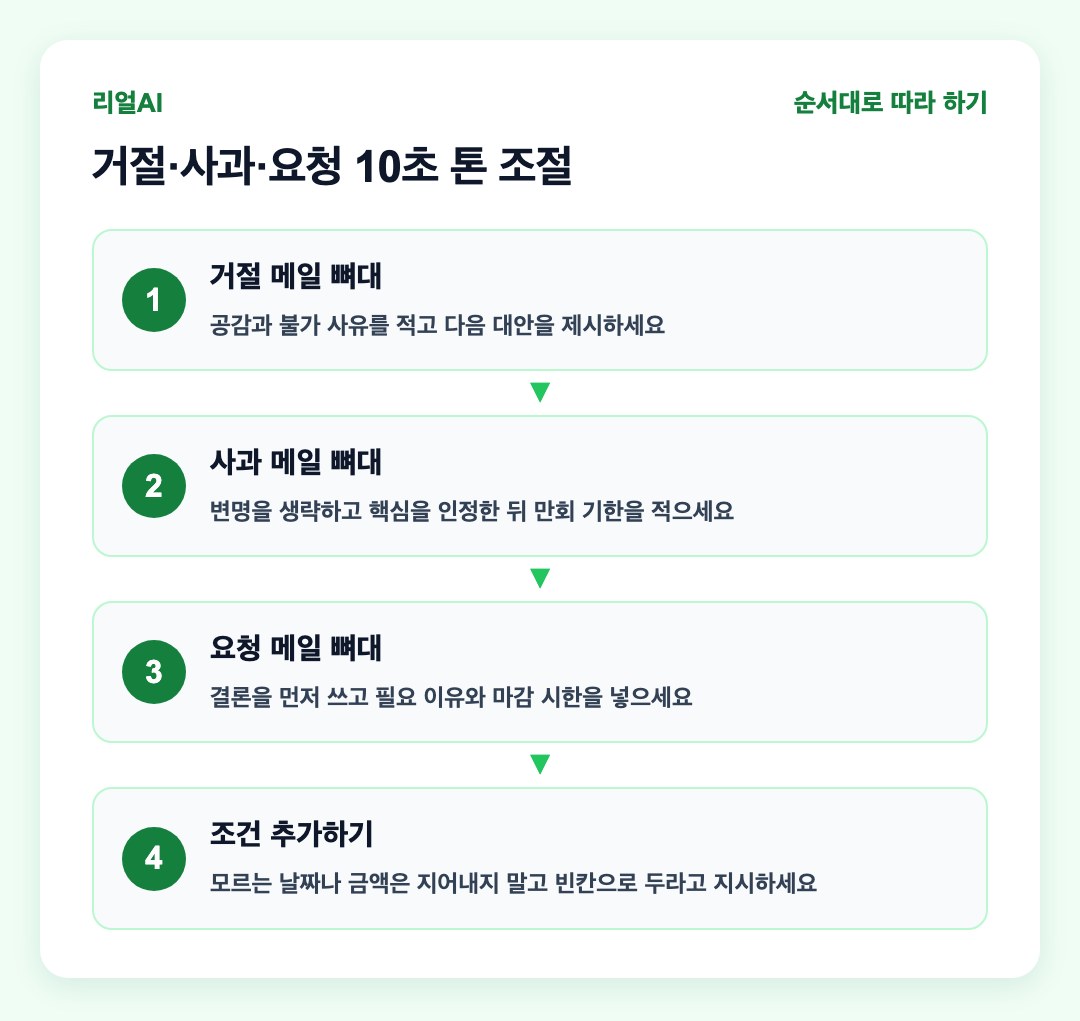 리얼AI
순서대로 따라 하기
거절·사과·요청 10초 톤 조절
1
거절 메일 뼈대
공감과 불가 사유를 적고 다음 대안을 제시하세요
2
사과 메일 뼈대
변명을 생략하고 핵심을 인정한 뒤 만회 기한을 적으세요
3
요청 메일 뼈대
결론을 먼저 쓰고 필요 이유와 마감 시한을 넣으세요
4
조건 추가하기
모르는 날짜나 금액은 지어내지 말고 빈칸으로 두라고 지시하세요